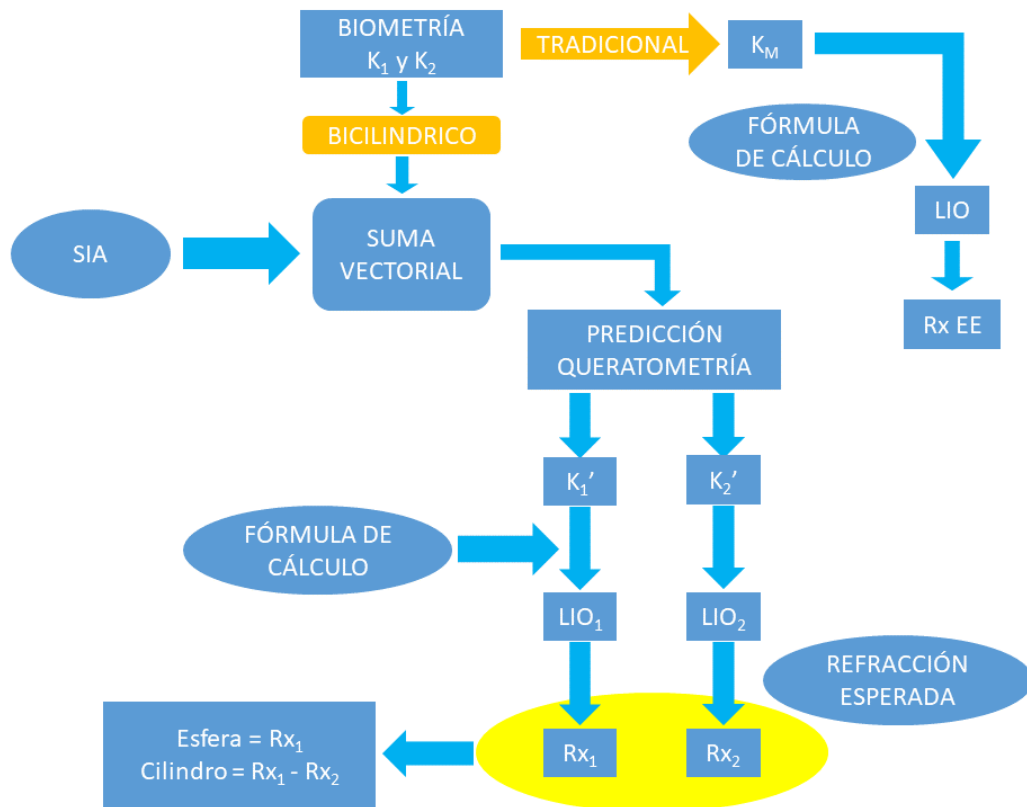 BIOMETRÍA
K₁ y K₂
TRADICIONAL
K_M
BICILINDRICO
FÓRMULA
DE CÁLCULO
LIO
Rx EE
SIA
SUMA
VECTORIAL
PREDICCIÓN
QUERATOMETRÍA
K₁’
K₂’
FÓRMULA DE
CÁLCULO
LIO₁
LIO₂
REFRACCIÓN
ESPERADA
Rx₁
Rx₂
Esfera = Rx₁
Cilindro = Rx₁ - Rx₂